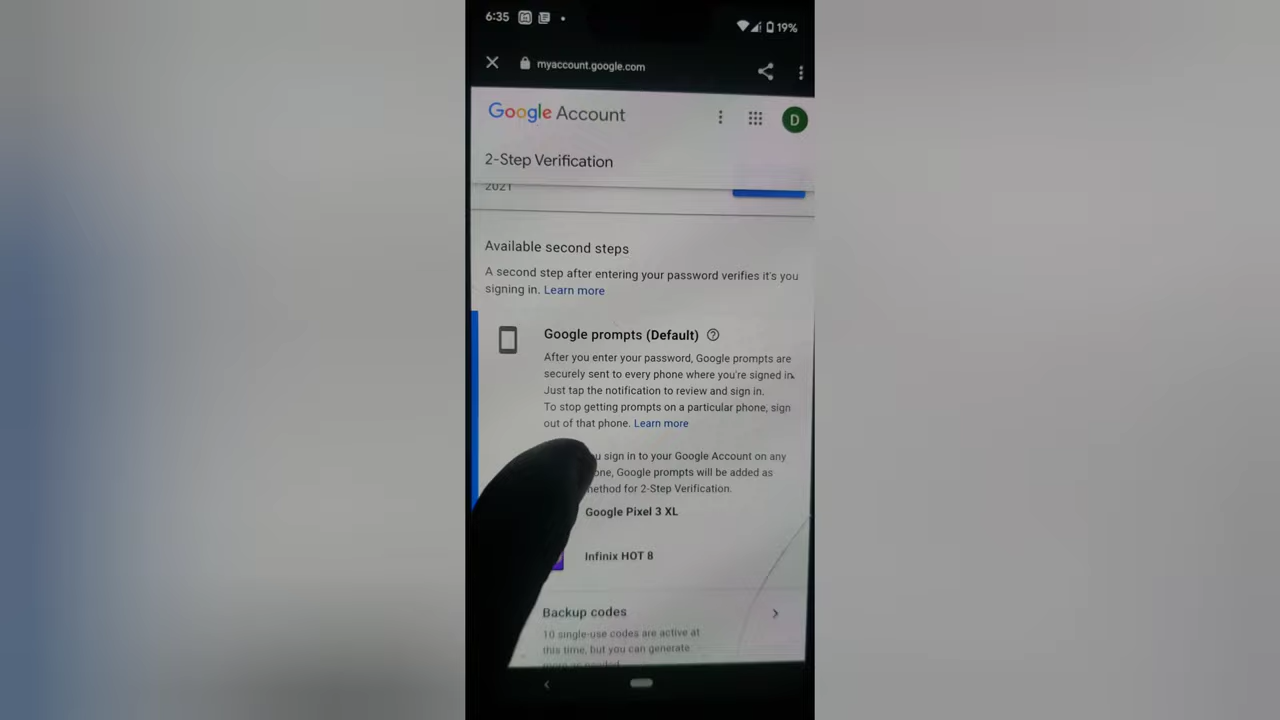 6:35
19%
myaccount.google.com
Google Account
D
2-Step Verification
2021
Available second steps
A second step after entering your password verifies it's you
signing in. Learn more
Google prompts (Default)
After you enter your password, Google prompts are
securely sent to every phone where you're signed in.
Just tap the notification to review and sign in.
To stop getting prompts on a particular phone, sign
out of that phone. Learn more
sign in to your Google Account on any
Google prompts will be added as
for 2-Step Verification.
Google Pixel 3 XL
Infinix HOT 8
Backup codes
10 single-use codes are active at
this time, but you can generate